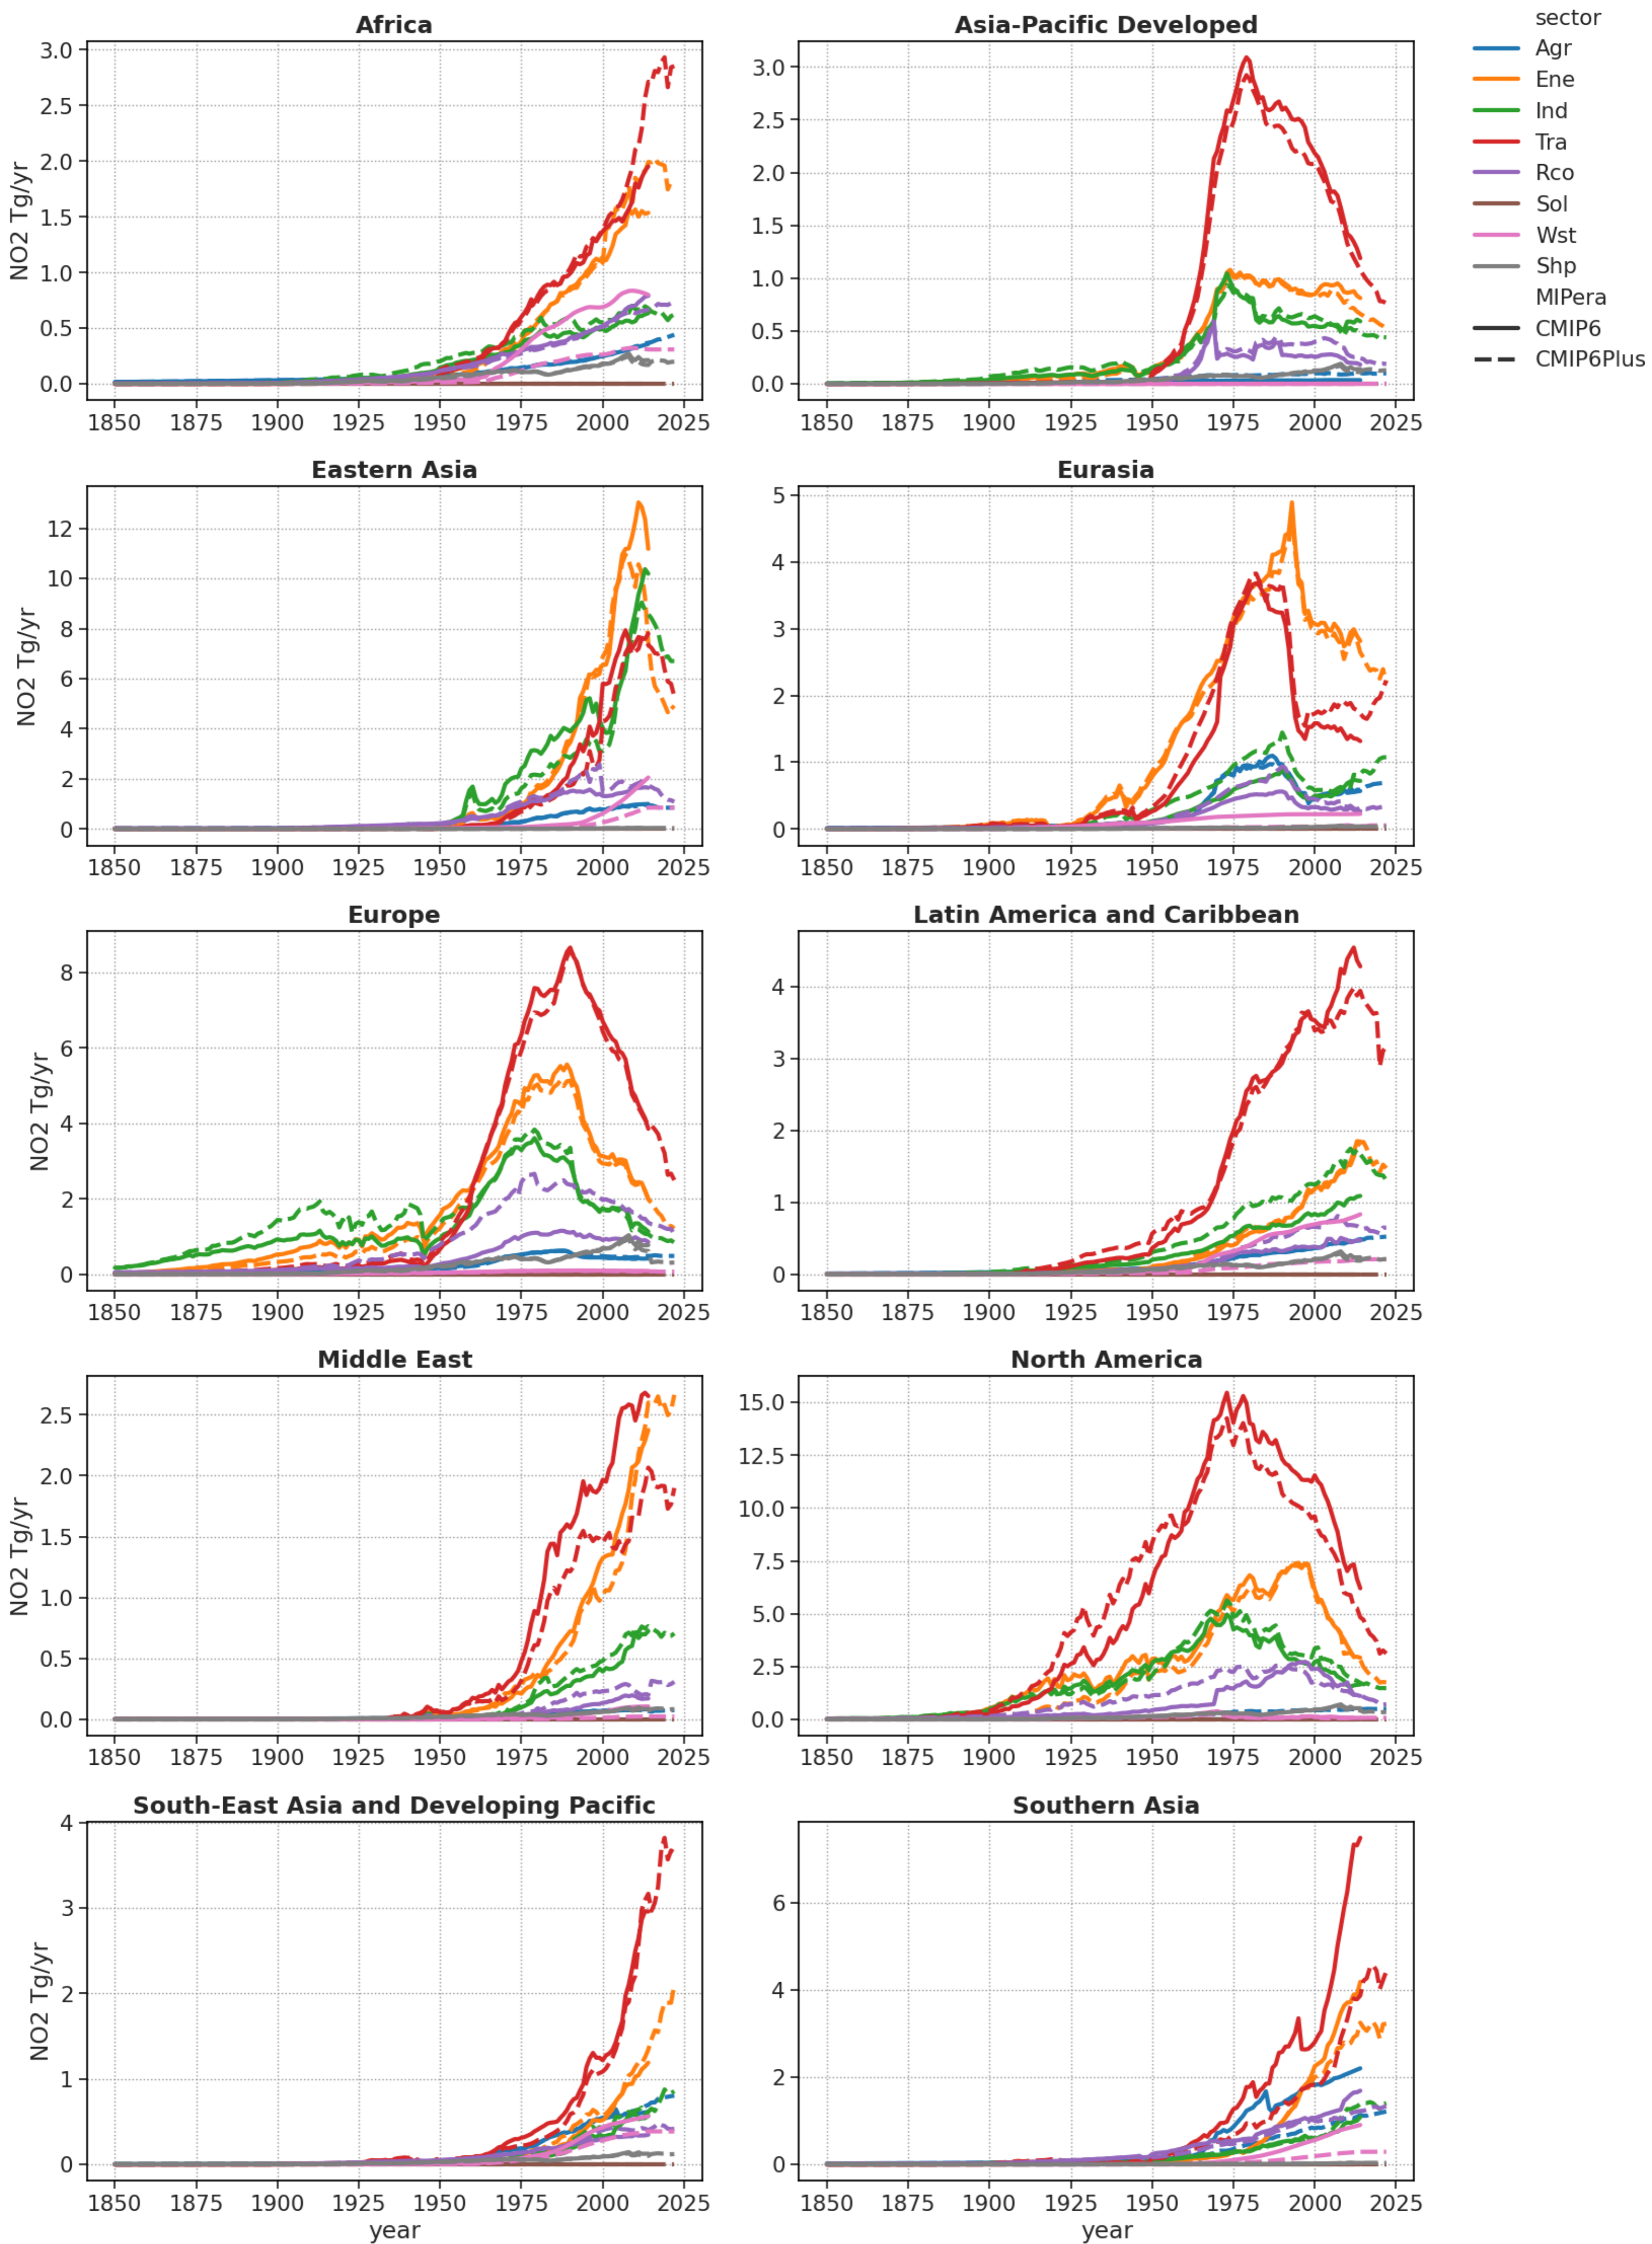 Africa
Asia-Pacific Developed
sector
Agr
Ene
Ind
Tra
Rco
Sol
Wst
Shp
MIPera
CMIP6
CMIP6Plus
NO2 Tg/yr
3.0
2.5
2.0
1.5
1.0
0.5
0.0
1850 1875 1900 1925 1950 1975 2000 2025
3.0
2.5
2.0
1.5
1.0
0.5
0.0
1850 1875 1900 1925 1950 1975 2000 2025
Eastern Asia
NO2 Tg/yr
12
10
8
6
4
2
0
1850 1875 1900 1925 1950 1975 2000 2025
Eurasia
5
4
3
2
1
0
1850 1875 1900 1925 1950 1975 2000 2025
Europe
NO2 Tg/yr
8
6
4
2
0
1850 1875 1900 1925 1950 1975 2000 2025
Latin America and Caribbean
4
3
2
1
0
1850 1875 1900 1925 1950 1975 2000 2025
Middle East
NO2 Tg/yr
2.5
2.0
1.5
1.0
0.5
0.0
1850 1875 1900 1925 1950 1975 2000 2025
North America
15.0
12.5
10.0
7.5
5.0
2.5
0.0
1850 1875 1900 1925 1950 1975 2000 2025
South-East Asia and Developing Pacific
NO2 Tg/yr
4
3
2
1
0
1850 1875 1900 1925 1950 1975 2000 2025
year
Southern Asia
6
4
2
0
1850 1875 1900 1925 1950 1975 2000 2025
year